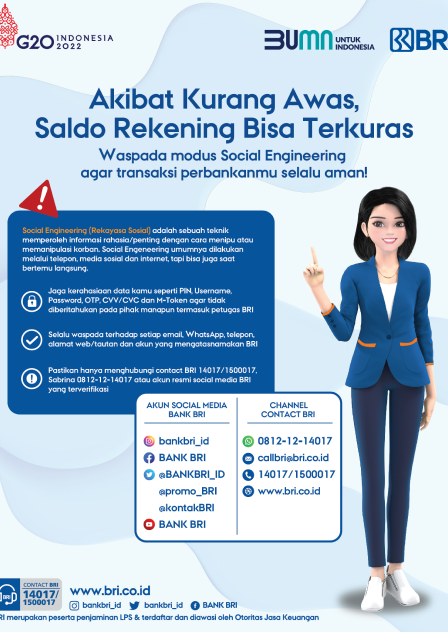 G20 INDONESIA
2022
BUMN UNTUK
INDONESIA
BRI
Akibat Kurang Awas,
Saldo Rekening Bisa Terkuras
Waspada modus Social Engineering
agar transaksi perbankanmu selalu aman!
Social Engineering (Rekayasa Sosial) adalah sebuah teknik
memperoleh informasi rahasia/penting dengan cara menipu atau
memanipulasi korban. Social Engeneering umumnya dilakukan
melalui telepon, media sosial dan internet, tapi bisa juga saat
bertemu langsung.
Jaga kerahasiaan data kamu seperti PIN, Username,
Password, OTP, CVV/CVC dan M-Token agar tidak
diberitahukan pada pihak manapun termasuk petugas BRI
Selalu waspada terhadap setiap email, WhatsApp, telepon,
alamat web/tautan dan akun yang mengatasnamakan BRI
Pastikan hanya menghubungi contact BRI 14017/1500017,
Sabrina 0812-12-14017 atau akun resmi social media BRI
yang terverifikasi
AKUN SOCIAL MEDIA
BANK BRI
bankbri_id
BANK BRI
@BANKBRI_ID
@promo_BRI
@kontakBRI
BANK BRI
CHANNEL
CONTACT BRI
0812-12-14017
callbri@bri.co.id
14017/1500017
www.bri.co.id
BRI
CONTACT BRI
14017/
1500017
www.bri.co.id
bankbri_id bankbri_id BANK BRI
RI merupakan peserta penjaminan LPS & terdaftar dan diawasi oleh Otoritas Jasa Keuangan